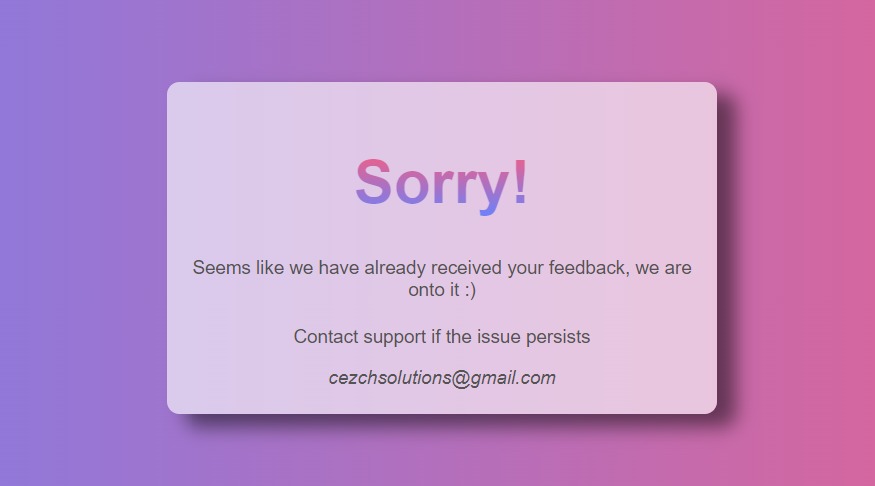 Sorry!
Seems like we have already received your feedback, we are
onto it :)
Contact support if the issue persists
cezchsolutions@gmail.com